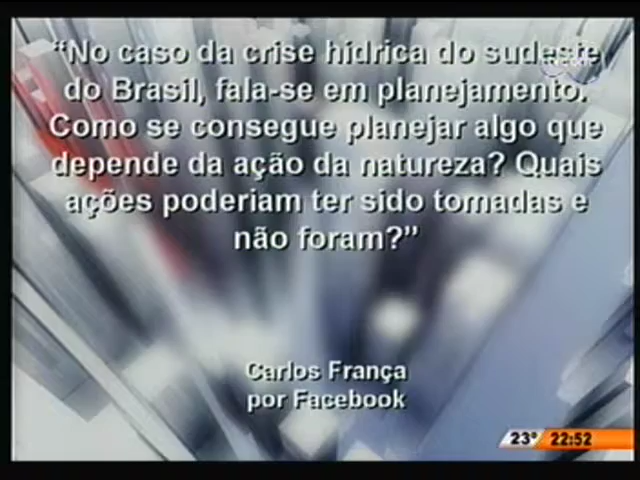 “No caso da crise hídrica do sudeste
do Brasil, fala-se em planejamento.
Como se consegue planejar algo que
depende da ação da natureza? Quais
ações poderiam ter sido tomadas e
não foram?”
Carlos França
por Facebook
23º 22:52